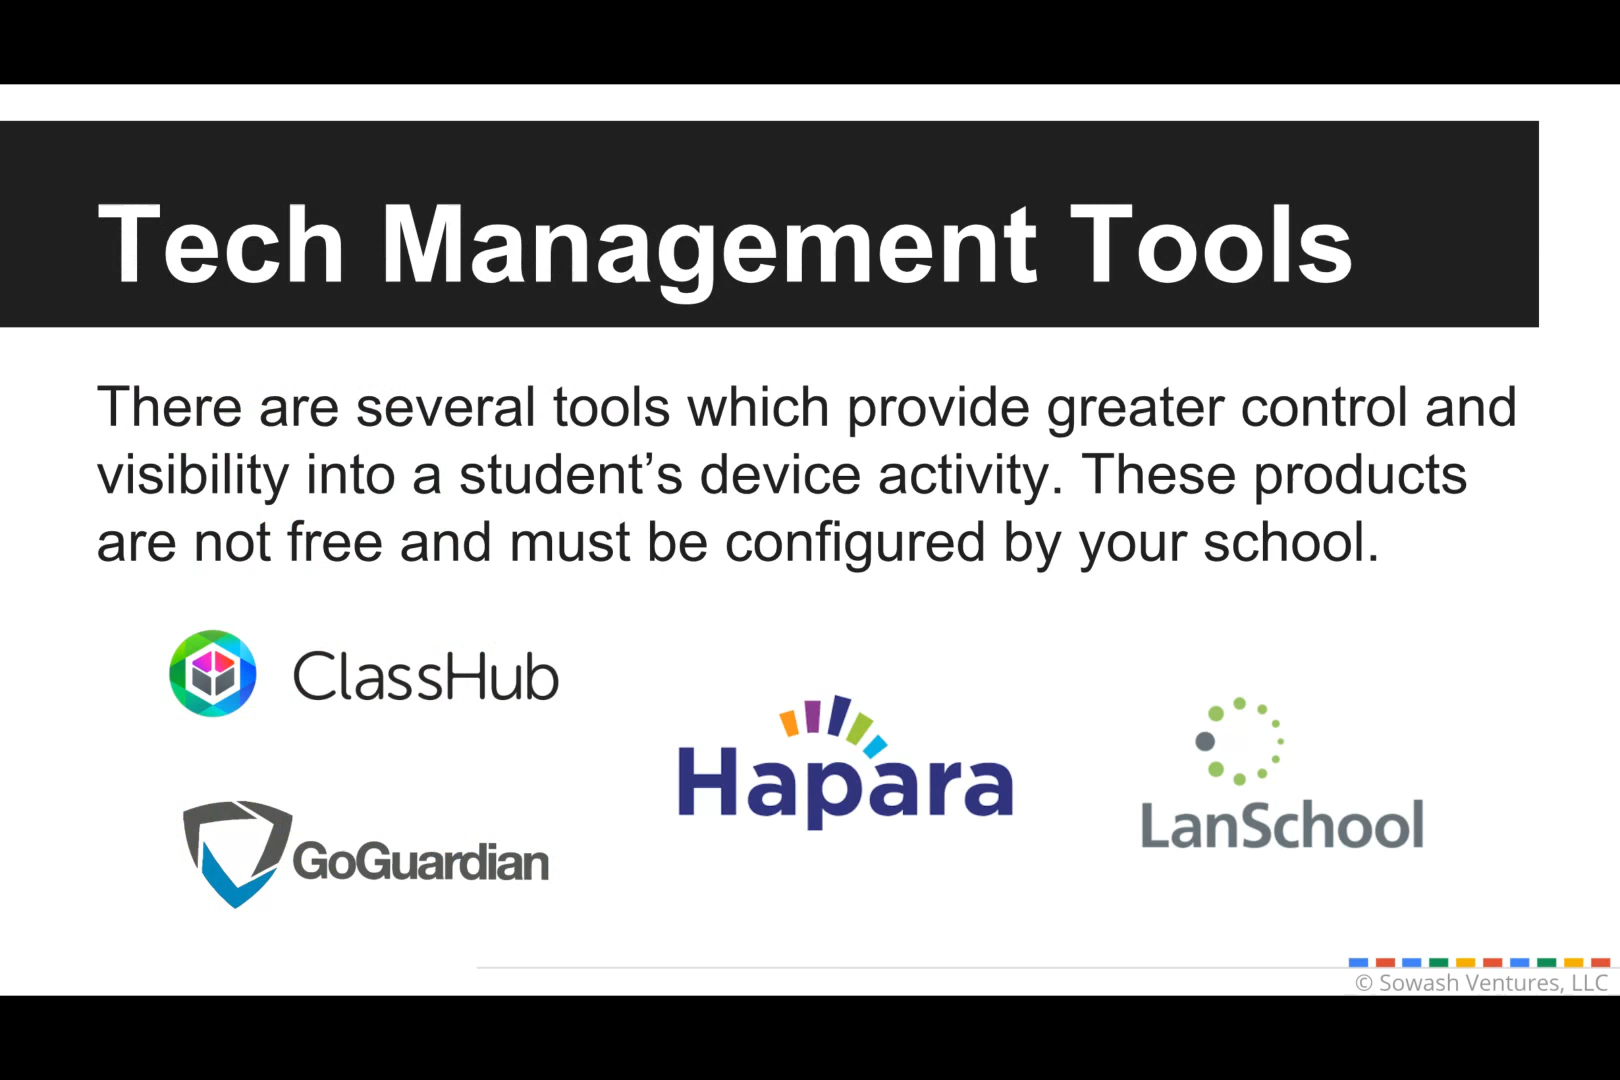 Tech Management Tools
There are several tools which provide greater control and
visibility into a student’s device activity. These products
are not free and must be configured by your school.
ClassHub
Hapara
LanSchool
GoGuardian
© Sowash Ventures, LLC